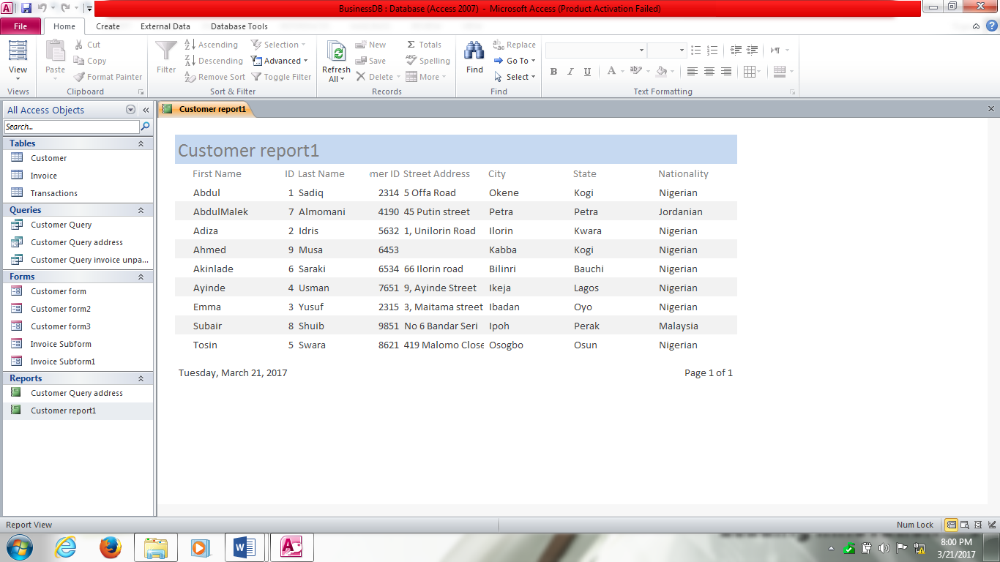 BusinessDB : Database (Access 2007) - Microsoft Access (Product Activation Failed)
File Home Create External Data Database Tools
View Paste Cut Copy Format Painter Filter Ascending Descending Remove Sort Selection Advanced Toggle Filter Refresh All New Save Delete Totals Spelling More Find Replace Go To Select
Views Clipboard Sort & Filter Records Find Text Formatting
All Access Objects
Search...
Tables
Customer
Invoice
Transactions
Queries
Customer Query
Customer Query address
Customer Query invoice unpa...
Forms
Customer form
Customer form2
Customer form3
Invoice Subform
Invoice Subform1
Reports
Customer Query address
Customer report1
Customer report1
Customer report1
First Name ID Last Name mer ID Street Address City State Nationality
Abdul 1 Sadiq 2314 5 Offa Road Okene Kogi Nigerian
AbdulMalek 7 Almomani 4190 45 Putin street Petra Petra Jordanian
Adiza 2 Idris 5632 1, Unilorin Road Ilorin Kwara Nigerian
Ahmed 9 Musa 6453 Kabba Kogi Nigerian
Akinlade 6 Saraki 6534 66 Ilorin road Bilinri Bauchi Nigerian
Ayinde 4 Usman 7651 9, Ayinde Street Ikeja Lagos Nigerian
Emma 3 Yusuf 2315 3, Maitama street Ibadan Oyo Nigerian
Subair 8 Shuib 9851 No 6 Bandar Seri Ipoh Perak Malaysia
Tosin 5 Swara 8621 419 Malomo Close Osogbo Osun Nigerian
Tuesday, March 21, 2017 Page 1 of 1
Report View Num Lock
8:00 PM
3/21/2017